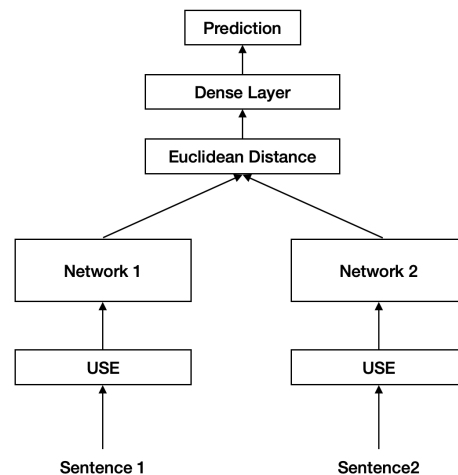 Prediction
Dense Layer
Euclidean Distance
Network 1
Network 2
USE
USE
Sentence 1
Sentence2